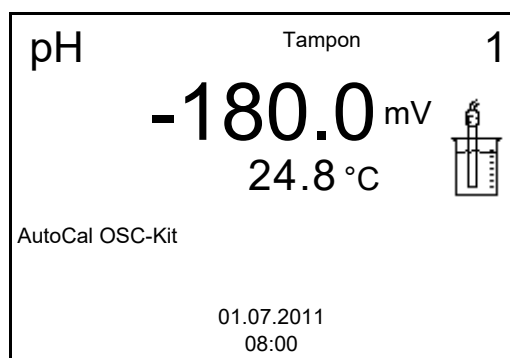 pH Tampon 1
-180.0 mV
24.8 °C
AutoCal OSC-Kit
01.07.2011
08:00